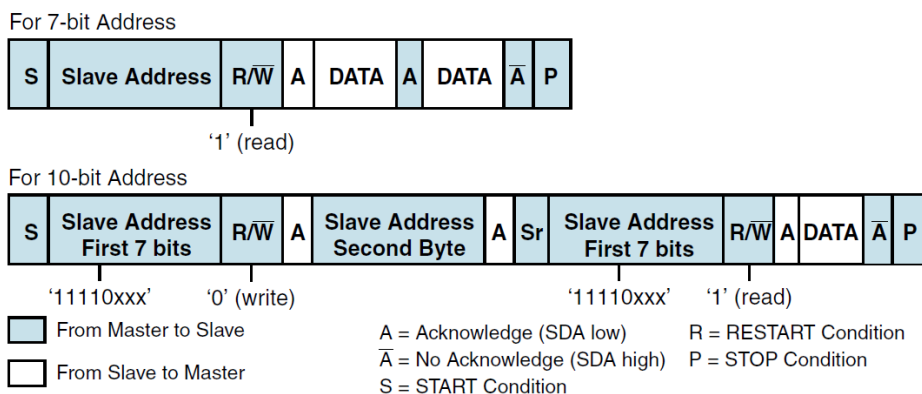 For 7-bit Address
S Slave Address R/W̅ A DATA A DATA A̅ P
‘1’ (read)
For 10-bit Address
S Slave Address First 7 bits R/W̅ A Slave Address Second Byte A Sr Slave Address First 7 bits R/W̅ A DATA A̅ P
‘11110xxx’ ‘0’ (write) ‘11110xxx’ ‘1’ (read)
From Master to Slave
From Slave to Master
A = Acknowledge (SDA low)
A̅ = No Acknowledge (SDA high)
S = START Condition
R = RESTART Condition
P = STOP Condition